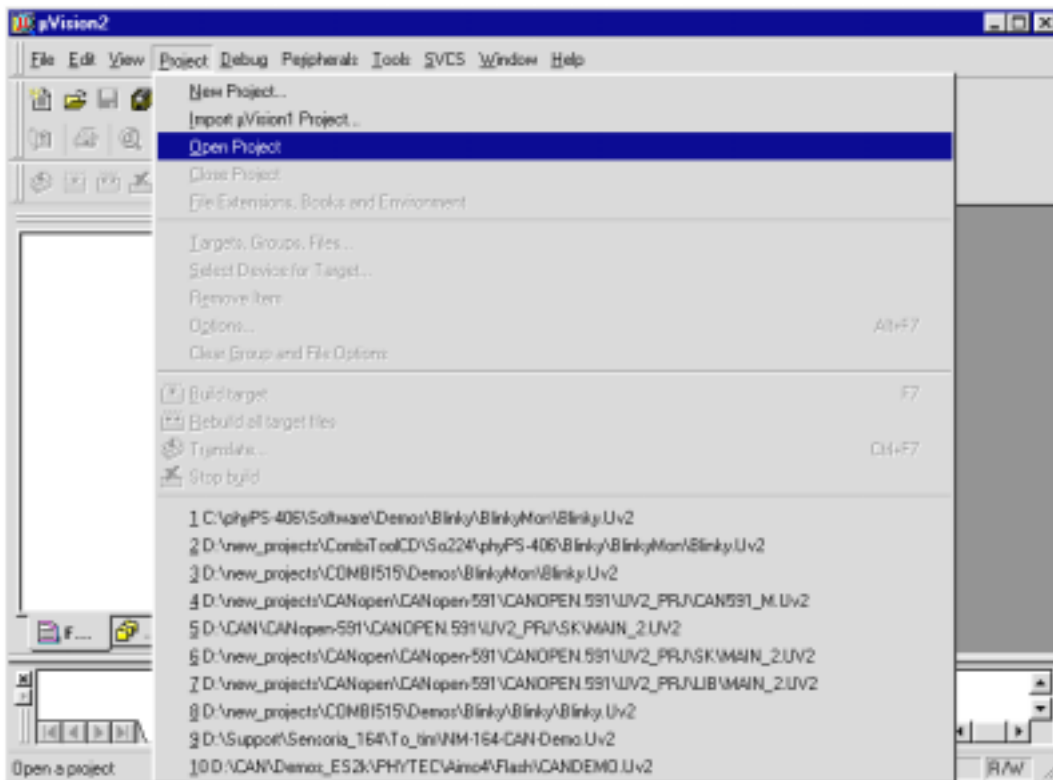 µVision2
File Edit View Project Debug Peripherals Tools SVCS Window Help
New Project...
Import µVision1 Project...
Open Project
Close Project
File Extensions, Books and Environment
Targets, Groups, Files...
Select Device for Target...
Remove Item
Options... Alt+F7
Clear Group and File Options
Build target F7
Rebuild all target files
Translate... Ctrl+F7
Stop build
1 C:\phyPS-406\Software\Demos\Blinky\BlinkyMon\Blinky.Uv2
2 D:\new_projects\CombiToolCD\So224\phyPS-406\Blinky\BlinkyMon\Blinky.Uv2
3 D:\new_projects\COMBI515\Demos\BlinkyMon\Blinky.Uv2
4 D:\new_projects\CANopen\CANopen-591\CANOPEN.591\UV2_PRJ\CAN591_M.Uv2
5 D:\CAN\CANopen-591\CANOPEN.591\UV2_PRJ\SK\MAIN_2.UV2
6 D:\new_projects\CANopen\CANopen-591\CANOPEN.591\UV2_PRJ\SK\MAIN_2.UV2
7 D:\new_projects\CANopen\CANopen-591\CANOPEN.591\UV2_PRJ\LIB\MAIN_2.UV2
8 D:\new_projects\COMBI515\Demos\Blinky\Blinky\Blinky.Uv2
9 D:\Support\Sensoria_164\To_tini\NM-164-CAN-Demo.Uv2
10 D:\CAN\Demos_ES2k\PHYTEC\Aimo4\Flash\CANDEMO.Uv2
F...
Open a project R/W